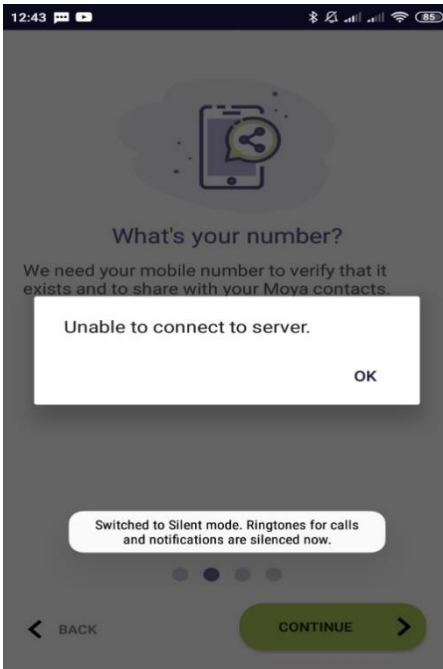 12:43
85
What's your number?
We need your mobile number to verify that it
exists and to share with your Moya contacts.
Unable to connect to server.
OK
Switched to Silent mode. Ringtones for calls
and notifications are silenced now.
BACK
CONTINUE